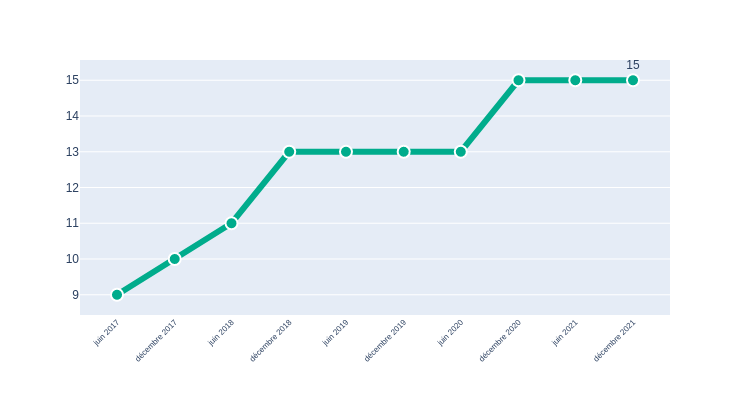 15
15
14
13
12
11
10
9
juin 2017
décembre 2017
juin 2018
décembre 2018
juin 2019
décembre 2019
juin 2020
décembre 2020
juin 2021
décembre 2021